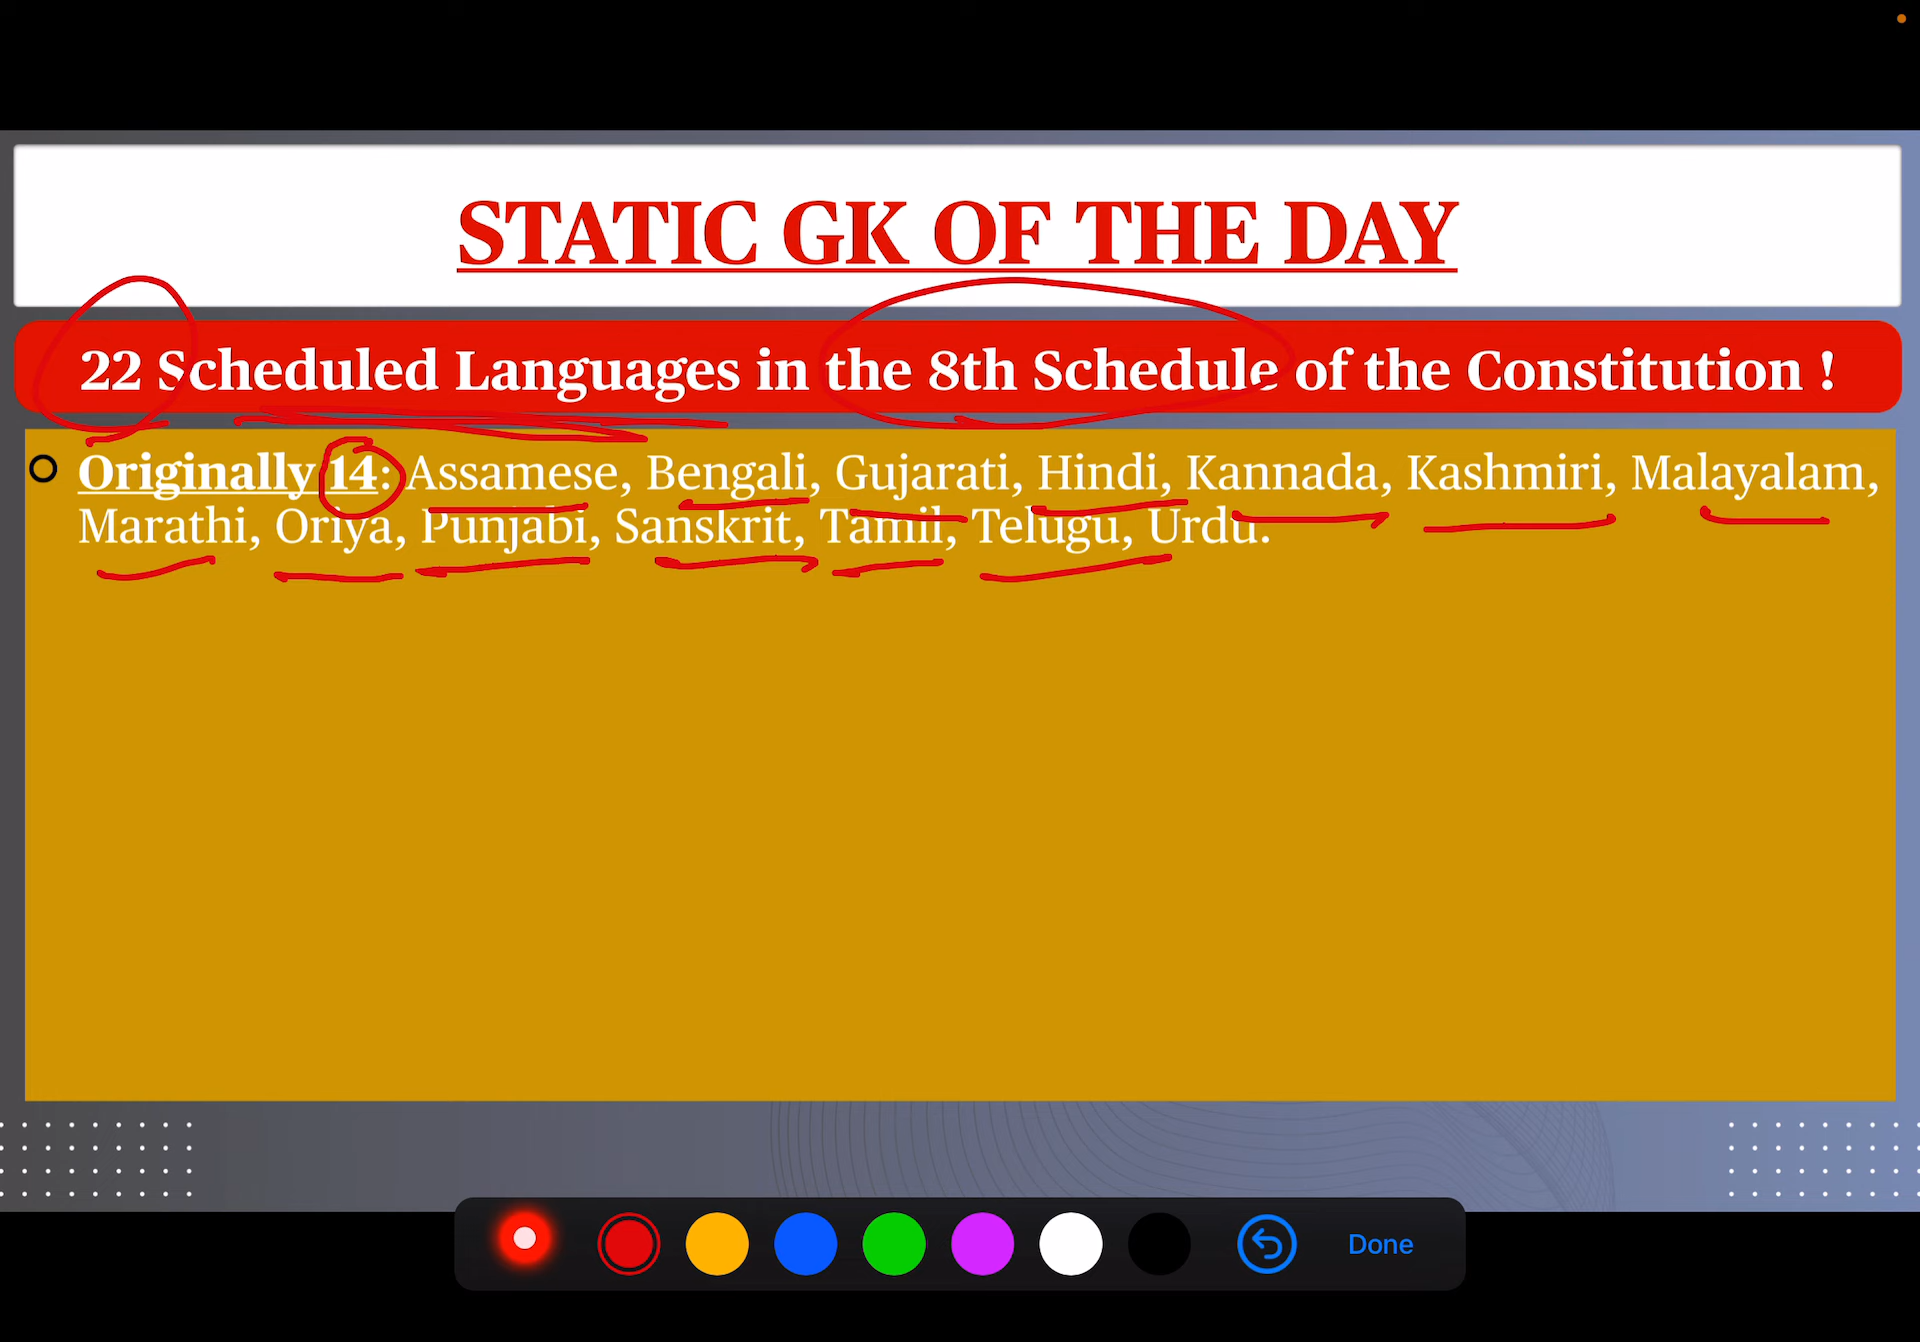 STATIC GK OF THE DAY
22 Scheduled Languages in the 8th Schedule of the Constitution !
Originally 14: Assamese, Bengali, Gujarati, Hindi, Kannada, Kashmiri, Malayalam,
Marathi, Oriya, Punjabi, Sanskrit, Tamil, Telugu, Urdu.
Done